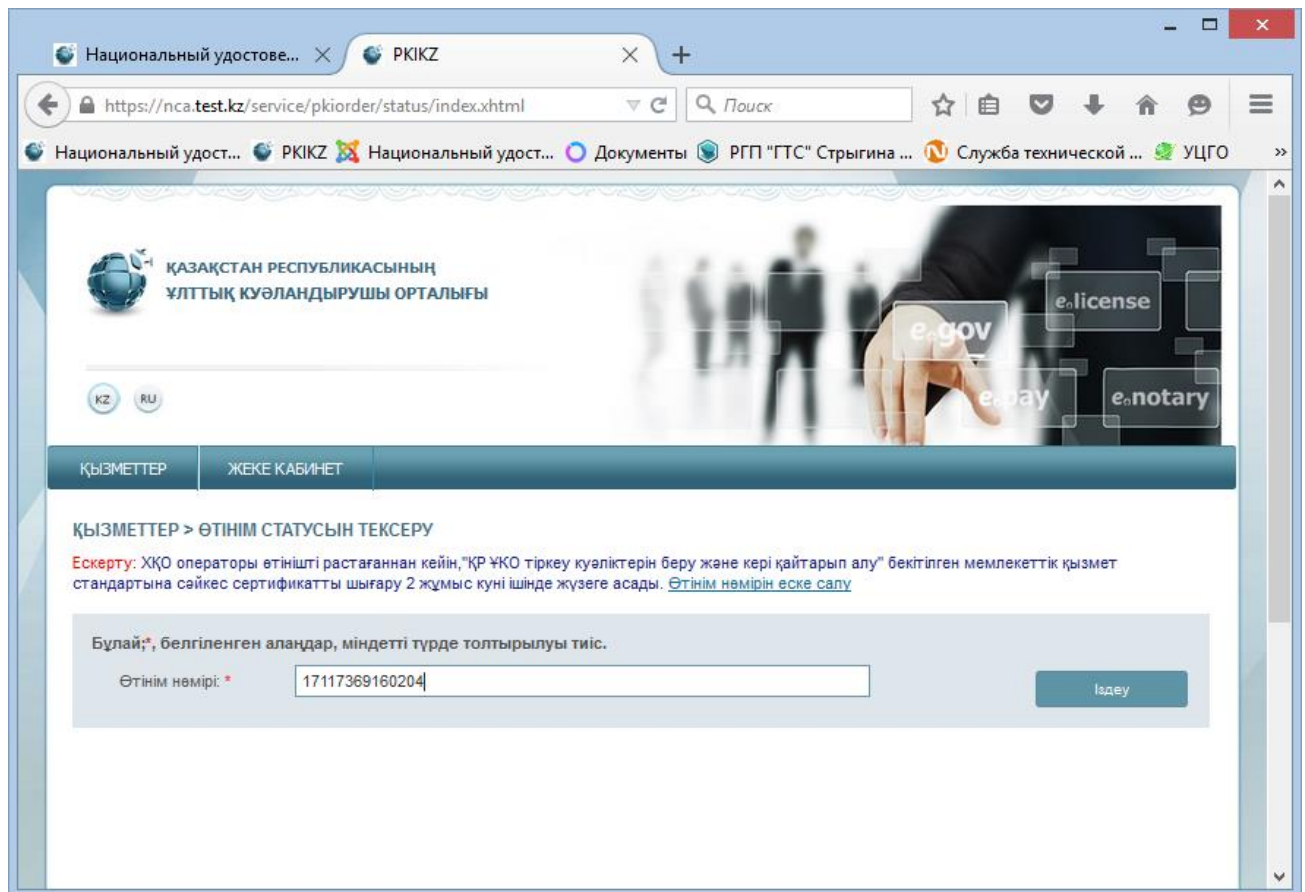 Национальный удостове...
PKIKZ
https://nca.test.kz/service/pkiorder/status/index.xhtml
Поиск
Национальный удост... PKIKZ Национальный удост... Документы РГП "ГТС" Стрыгина ... Служба технической ... УЦГО »
ҚАЗАҚСТАН РЕСПУБЛИКАСЫНЫҢ
ҰЛТТЫҚ КУӘЛАНДЫРУШЫ ОРТАЛЫҒЫ
e.license
e.gov
e.pay
e.notary
KZ RU
ҚЫЗМЕТТЕР ЖЕКЕ КАБИНЕТ
ҚЫЗМЕТТЕР > ӨТІНІМ СТАТУСЫН ТЕКСЕРУ
Ескерту: ХҚО операторы өтінішті растағаннан кейін,"ҚР ҰКО тіркеу куәліктерін беру және кері қайтарып алу" бекітілген мемлекеттік қызмет
стандартына сәйкес сертификатты шығару 2 жұмыс күні ішінде жүзеге асады. Өтінім нөмірін еске салу
Бұлай;*, белгіленген алаңдар, міндетті түрде толтырылуы тиіс.
Өтінім нөмірі: * 17117369160204
Іздеу